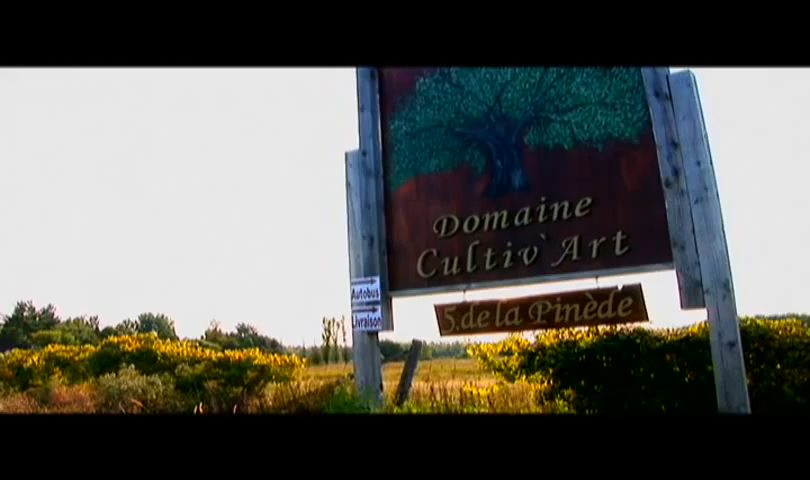 Domaine
Cultiv`Art
5.de la Pinède
Autobus
Livraison